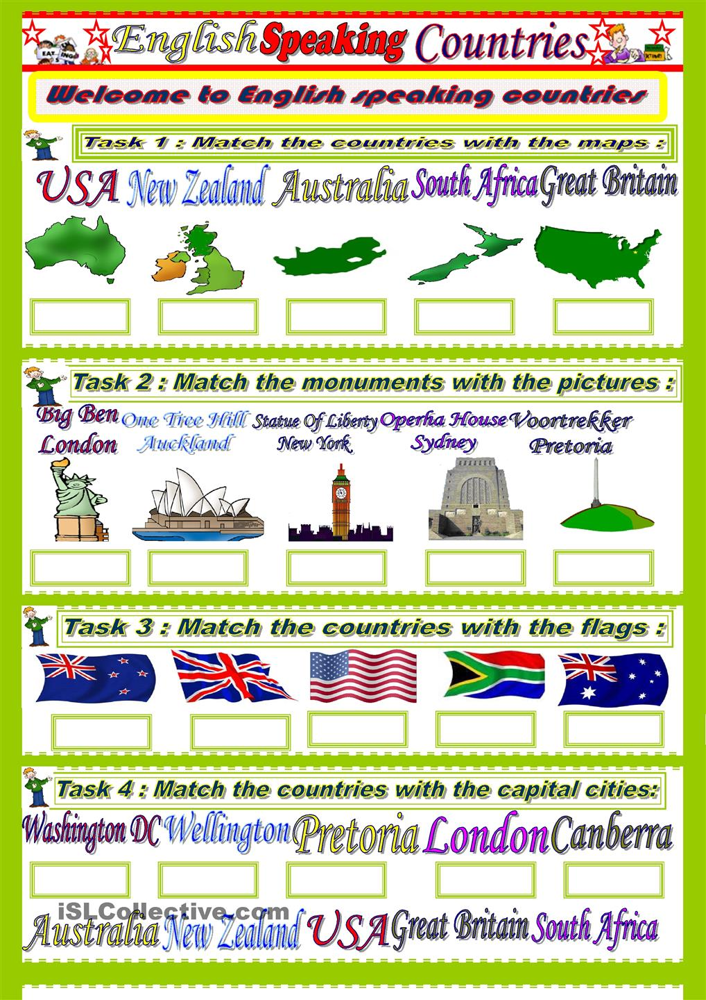 English Speaking Countries
Welcome to English speaking countries
Task 1 : Match the countries with the maps :
USA New Zealand Australia South Africa Great Britain
Task 2 : Match the monuments with the pictures :
Big Ben One Tree Hill Statue Of Liberty Operha House Voortrekker
London Auckland New York Sydney Pretoria
Task 3 : Match the countries with the flags :
Task 4 : Match the countries with the capital cities:
Washington DC Wellington Pretoria London Canberra
iSLCollective.com
Australia New Zealand USA Great Britain South Africa